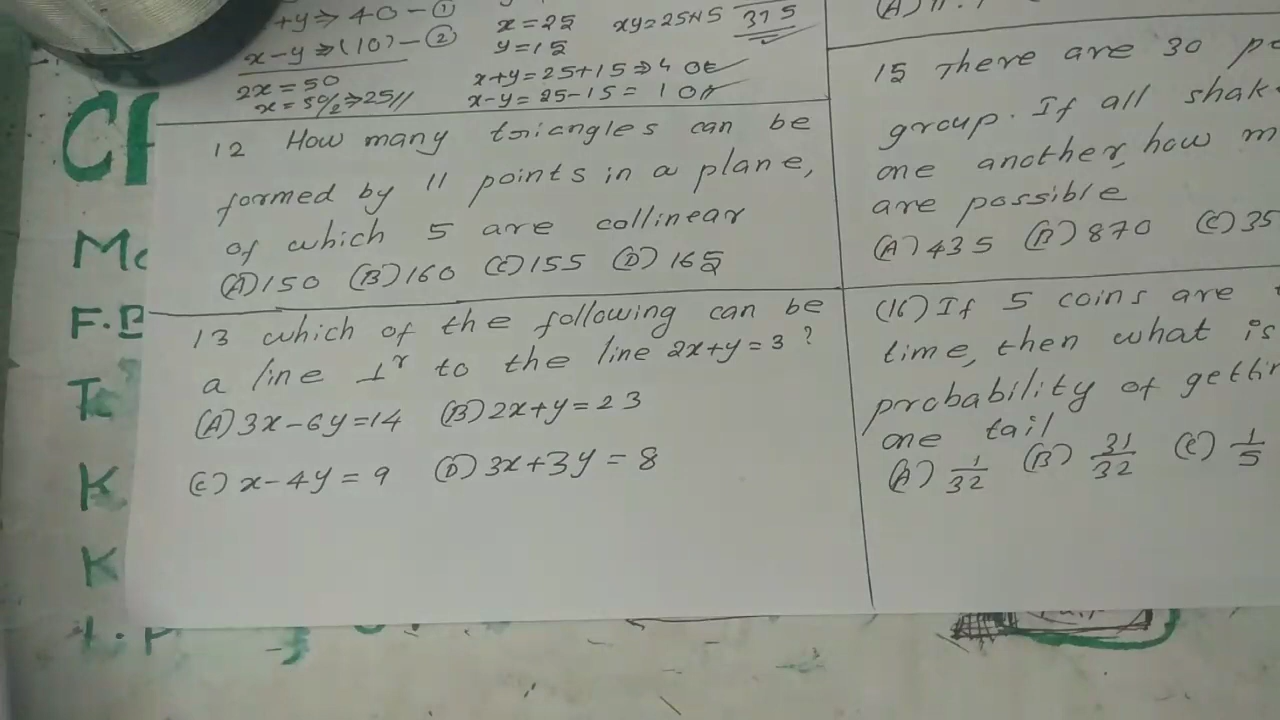 +y⇒40-①
x-y⇒(10)-②
2x=50
x=50/2⇒25//
x=25
y=15
xy=25×5
375
x+y=25+15⇒40
x-y=25-15=10
12 How many triangles can be
formed by 11 points in a plane,
of which 5 are collinear
(A) 150 (B) 160 (C) 155 (D) 165
13 which of the following can be
a line ⊥r to the line 2x+y=3 ?
(A) 3x-6y=14 (B) 2x+y=23
(C) x-4y=9 (D) 3x+3y=8
15 There are 30
group. If all shak
one another, how m
are possible
(A) 435 (B) 870 (C) 35
(16) If 5 coins are
time, then what is
probability of gettin
one tail
(A) 1/32 (B) 31/32 (C) 1/5
CH
Mc
F.B
T
K
K